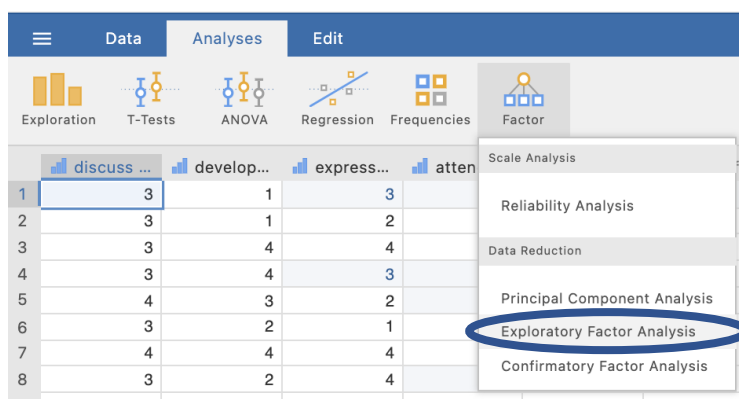 Data Analyses Edit
Exploration T-Tests ANOVA Regression Frequencies Factor
Scale Analysis
discuss ... develop... express... atten
Reliability Analysis
1 3 1 3
2 3 1 2
3 3 4 4
Data Reduction
4 3 4 3
5 4 3 2
Principal Component Analysis
6 3 2 1
Exploratory Factor Analysis
7 4 4 4
Confirmatory Factor Analysis
8 3 2 4